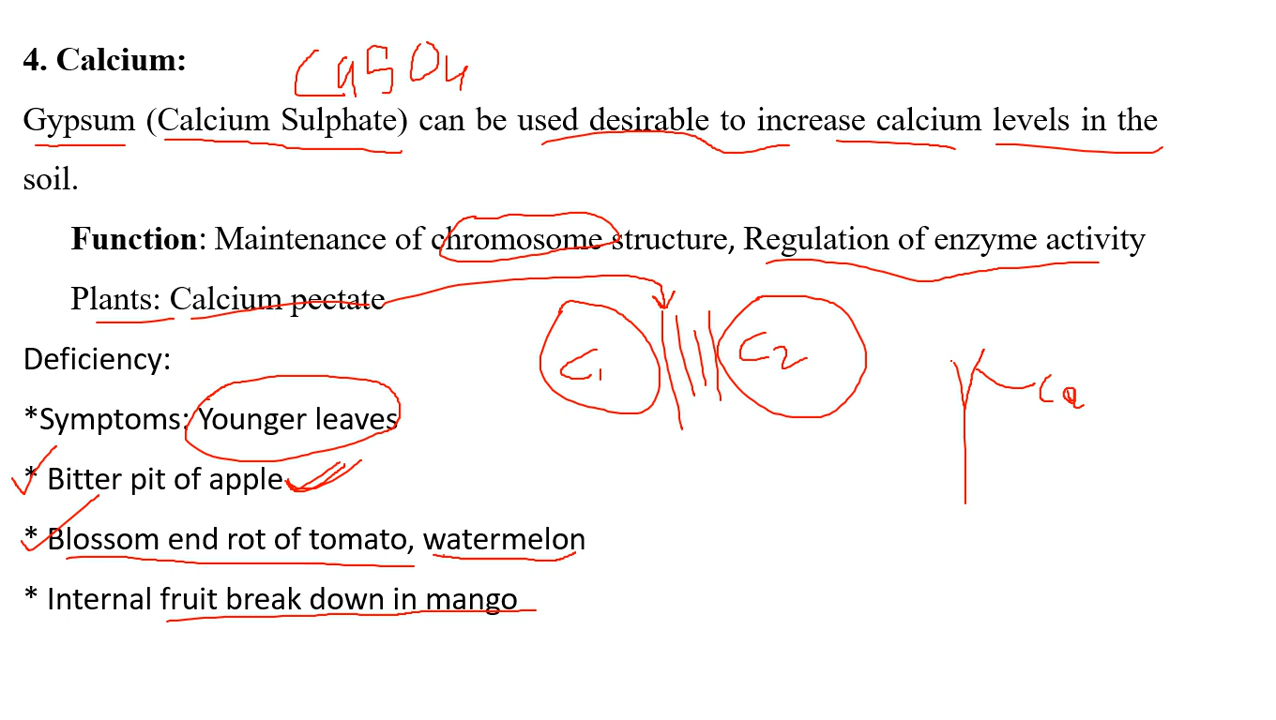 4. Calcium:
CaSO4
Gypsum (Calcium Sulphate) can be used desirable to increase calcium levels in the
soil.
Function: Maintenance of chromosome structure, Regulation of enzyme activity
Plants: Calcium pectate
C1
C2
Deficiency:
Ca
*Symptoms: Younger leaves
* Bitter pit of apple
* Blossom end rot of tomato, watermelon
* Internal fruit break down in mango